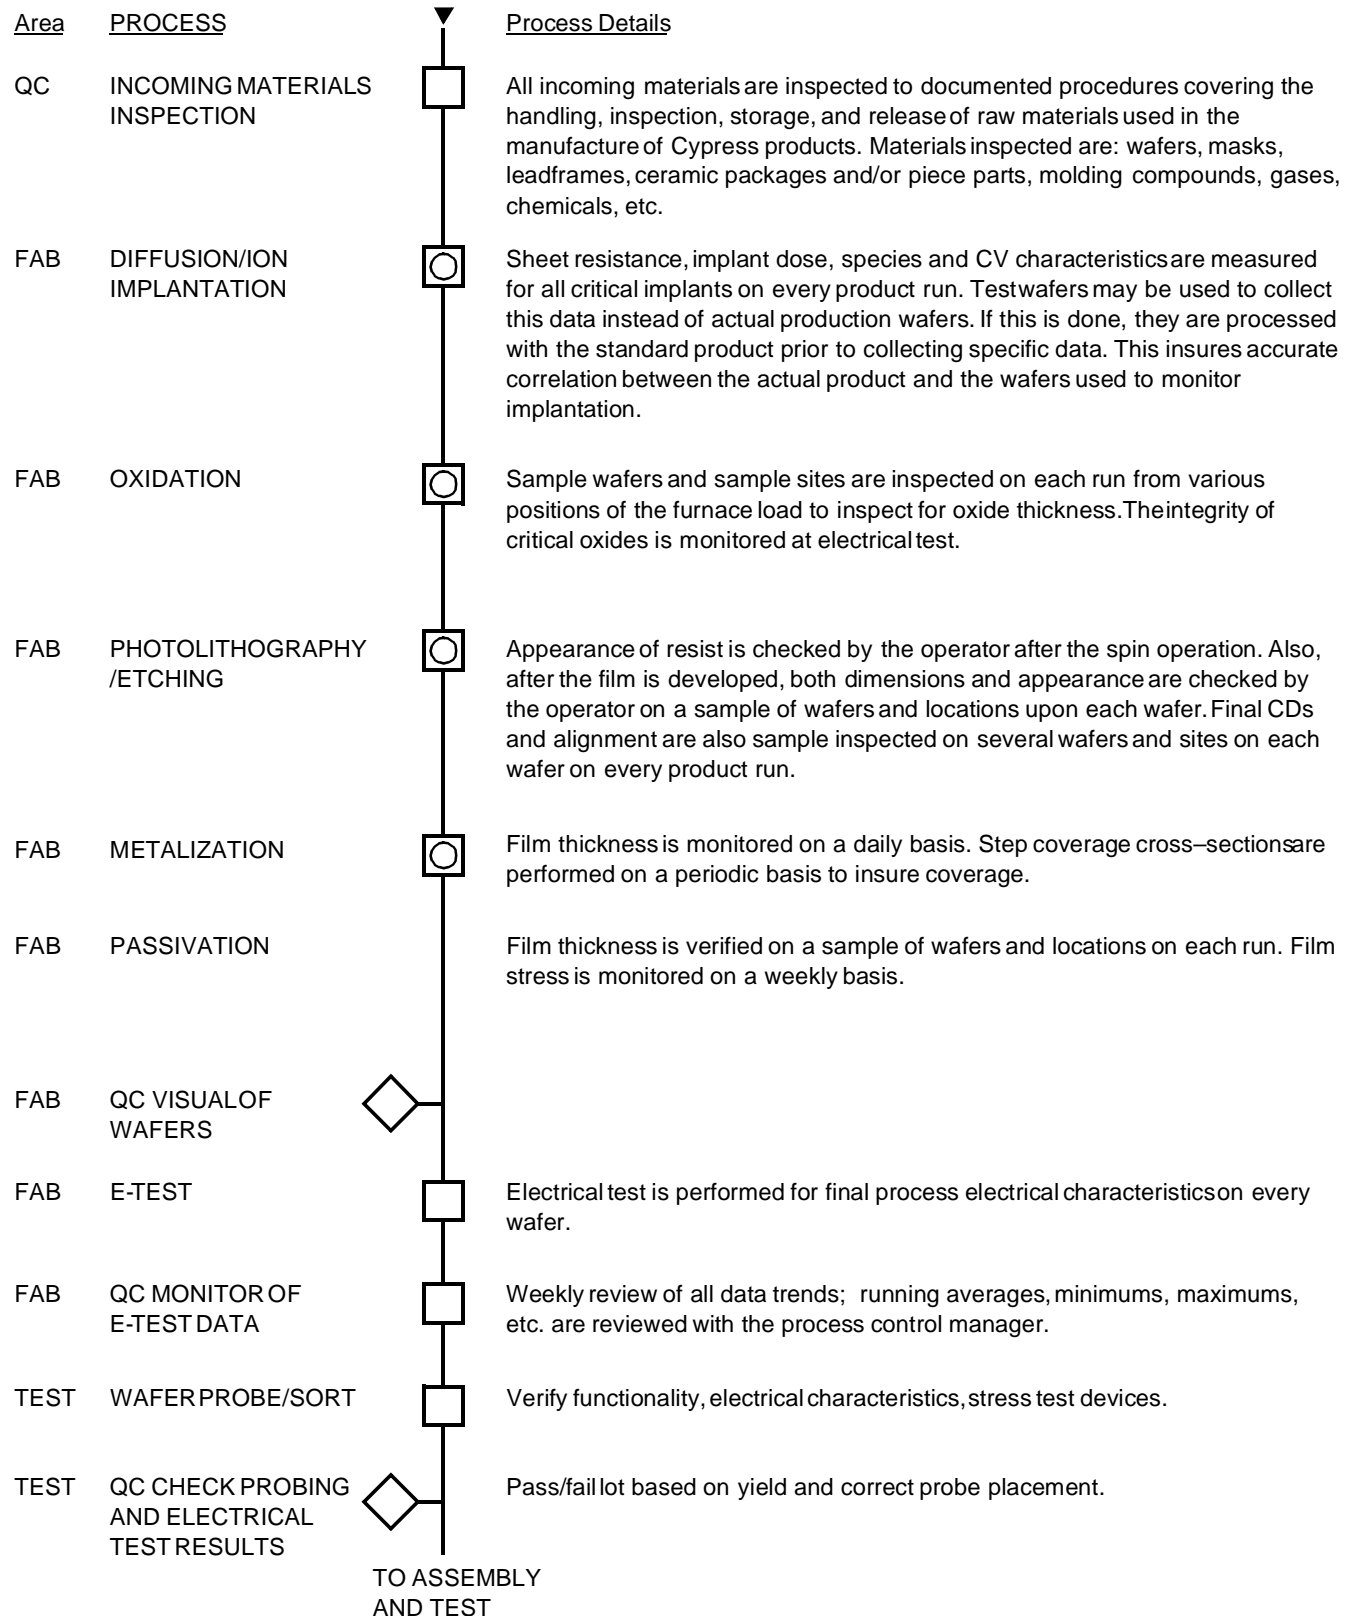 Area PROCESS Process Details
QC INCOMING MATERIALS All incoming materials are inspected to documented procedures covering the
INSPECTION handling, inspection, storage, and release of raw materials used in the
manufacture of Cypress products. Materials inspected are: wafers, masks,
leadframes, ceramic packages and/or piece parts, molding compounds, gases,
chemicals, etc.
FAB DIFFUSION/ION Sheet resistance, implant dose, species and CV characteristics are measured
IMPLANTATION for all critical implants on every product run. Test wafers may be used to collect
this data instead of actual production wafers. If this is done, they are processed
with the standard product prior to collecting specific data. This insures accurate
correlation between the actual product and the wafers used to monitor
implantation.
FAB OXIDATION Sample wafers and sample sites are inspected on each run from various
positions of the furnace load to inspect for oxide thickness. The integrity of
critical oxides is monitored at electrical test.
FAB PHOTOLITHOGRAPHY Appearance of resist is checked by the operator after the spin operation. Also,
/ETCHING after the film is developed, both dimensions and appearance are checked by
the operator on a sample of wafers and locations upon each wafer. Final CDs
and alignment are also sample inspected on several wafers and sites on each
wafer on every product run.
FAB METALIZATION Film thickness is monitored on a daily basis. Step coverage cross–sections are
performed on a periodic basis to insure coverage.
FAB PASSIVATION Film thickness is verified on a sample of wafers and locations on each run. Film
stress is monitored on a weekly basis.
FAB QC VISUAL OF
WAFERS
FAB E-TEST Electrical test is performed for final process electrical characteristics on every
wafer.
FAB QC MONITOR OF Weekly review of all data trends; running averages, minimums, maximums,
E-TEST DATA etc. are reviewed with the process control manager.
TEST WAFER PROBE/SORT Verify functionality, electrical characteristics, stress test devices.
TEST QC CHECK PROBING Pass/fail lot based on yield and correct probe placement.
AND ELECTRICAL
TEST RESULTS
TO ASSEMBLY
AND TEST